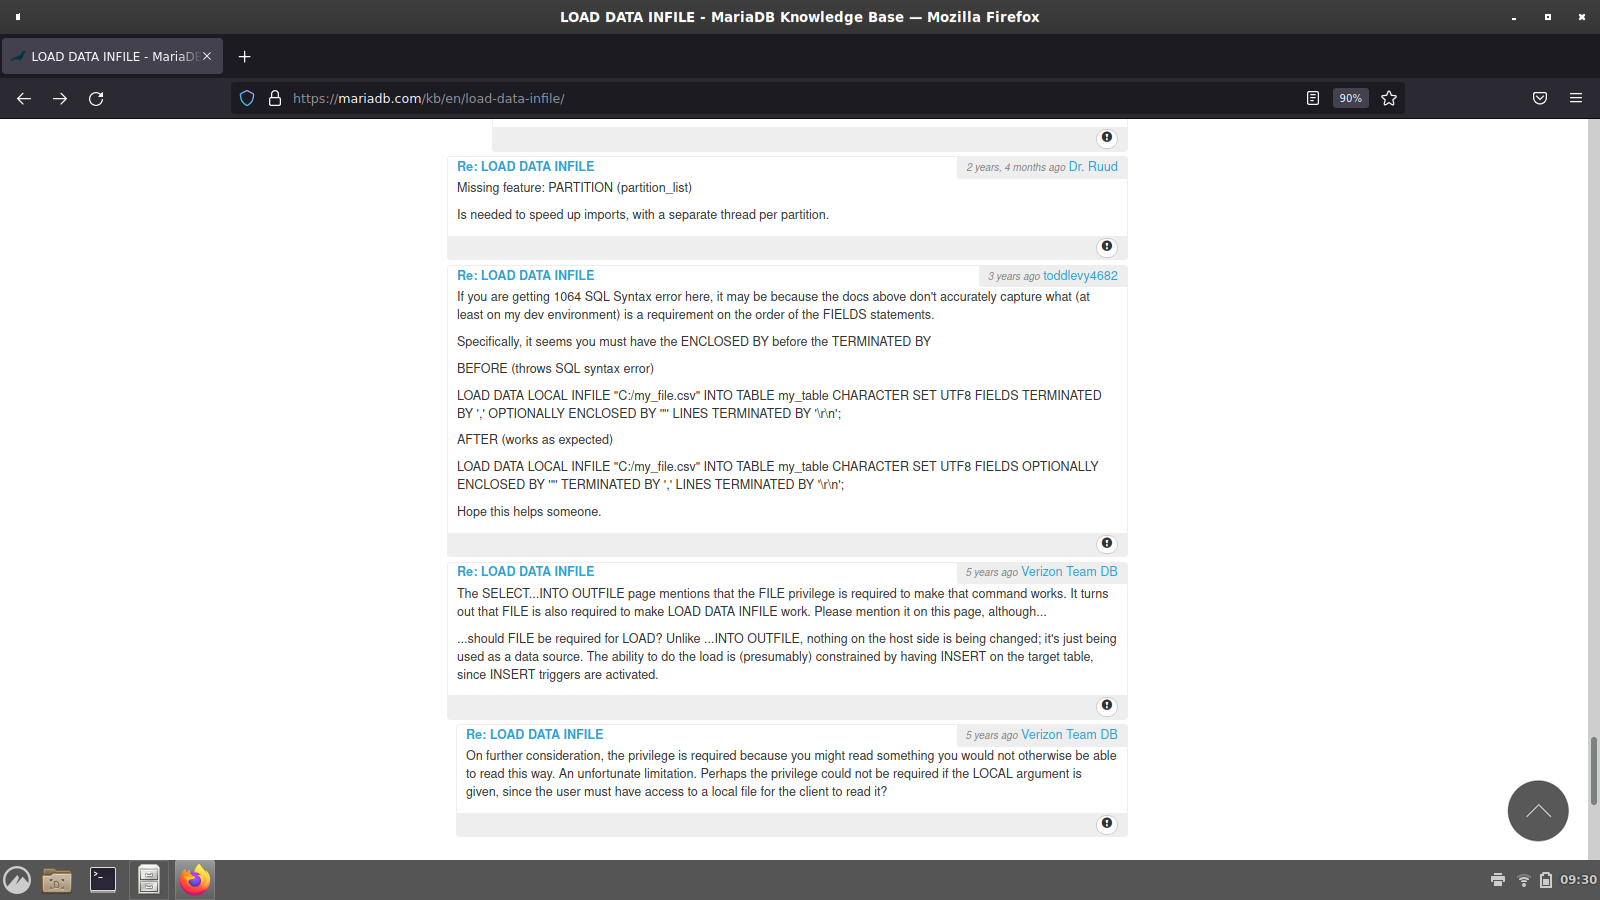 LOAD DATA INFILE - MariaDB Knowledge Base — Mozilla Firefox
LOAD DATA INFILE - MariaDB
https://mariadb.com/kb/en/load-data-infile/
90%
Re: LOAD DATA INFILE
2 years, 4 months ago Dr. Ruud
Missing feature: PARTITION (partition_list)
Is needed to speed up imports, with a separate thread per partition.
Re: LOAD DATA INFILE
3 years ago toddlevy4682
If you are getting 1064 SQL Syntax error here, it may be because the docs above don't accurately capture what (at
least on my dev environment) is a requirement on the order of the FIELDS statements.
Specifically, it seems you must have the ENCLOSED BY before the TERMINATED BY
BEFORE (throws SQL syntax error)
LOAD DATA LOCAL INFILE "C:/my_file.csv" INTO TABLE my_table CHARACTER SET UTF8 FIELDS TERMINATED
BY ',' OPTIONALLY ENCLOSED BY '"' LINES TERMINATED BY '\r\n';
AFTER (works as expected)
LOAD DATA LOCAL INFILE "C:/my_file.csv" INTO TABLE my_table CHARACTER SET UTF8 FIELDS OPTIONALLY
ENCLOSED BY '"' TERMINATED BY ',' LINES TERMINATED BY '\r\n';
Hope this helps someone.
Re: LOAD DATA INFILE
5 years ago Verizon Team DB
The SELECT...INTO OUTFILE page mentions that the FILE privilege is required to make that command works. It turns
out that FILE is also required to make LOAD DATA INFILE work. Please mention it on this page, although...
...should FILE be required for LOAD? Unlike ...INTO OUTFILE, nothing on the host side is being changed; it's just being
used as a data source. The ability to do the load is (presumably) constrained by having INSERT on the target table,
since INSERT triggers are activated.
Re: LOAD DATA INFILE
5 years ago Verizon Team DB
On further consideration, the privilege is required because you might read something you would not otherwise be able
to read this way. An unfortunate limitation. Perhaps the privilege could not be required if the LOCAL argument is
given, since the user must have access to a local file for the client to read it?
09:30